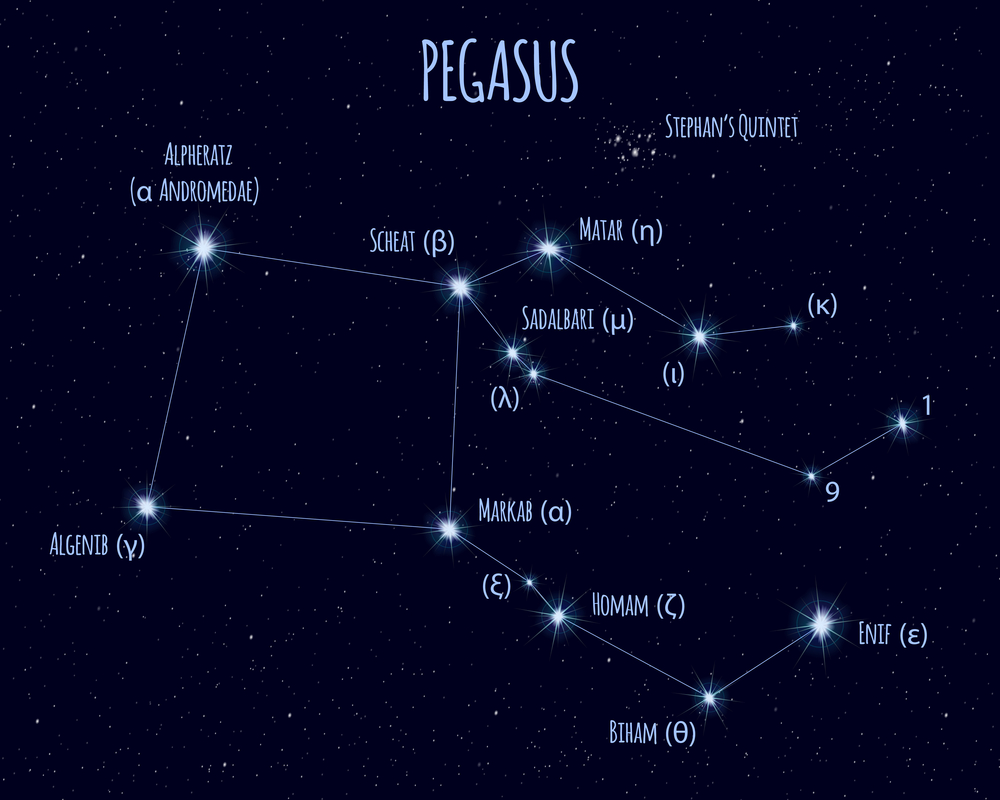 PEGASUS
STEPHAN'S QUINTET
ALPHERATZ
(α ANDROMEDAE)
SCHEAT (β)
MATAR (η)
SADALBARI (μ)
(κ)
(ι)
(λ)
1
9
MARKAB (α)
ALGENIB (γ)
(ξ)
HOMAM (ζ)
ENIF (ε)
BIHAM (θ)